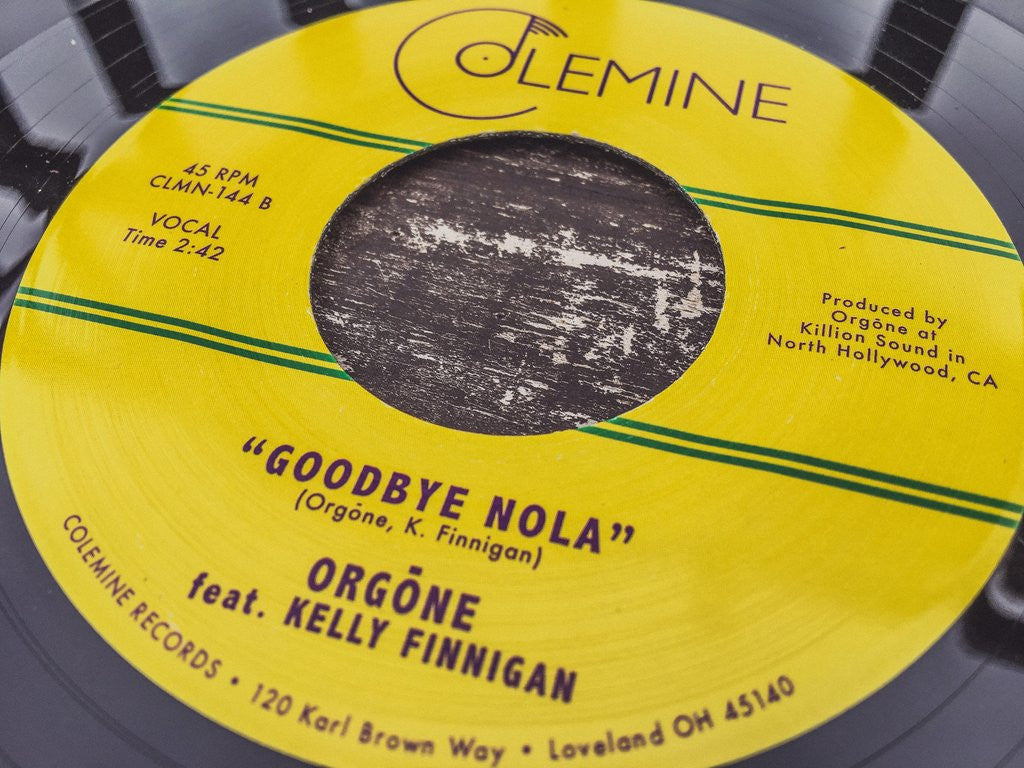 COLEMINE
45 RPM
CLMN-144 B
VOCAL
Time 2:42
Produced by
Orgōne at
Killion Sound in
North Hollywood, CA
“GOODBYE NOLA”
(Orgōne, K. Finnigan)
ORGŌNE
feat. KELLY FINNIGAN
COLEMINE RECORDS • 120 Karl Brown Way • Loveland OH 45140